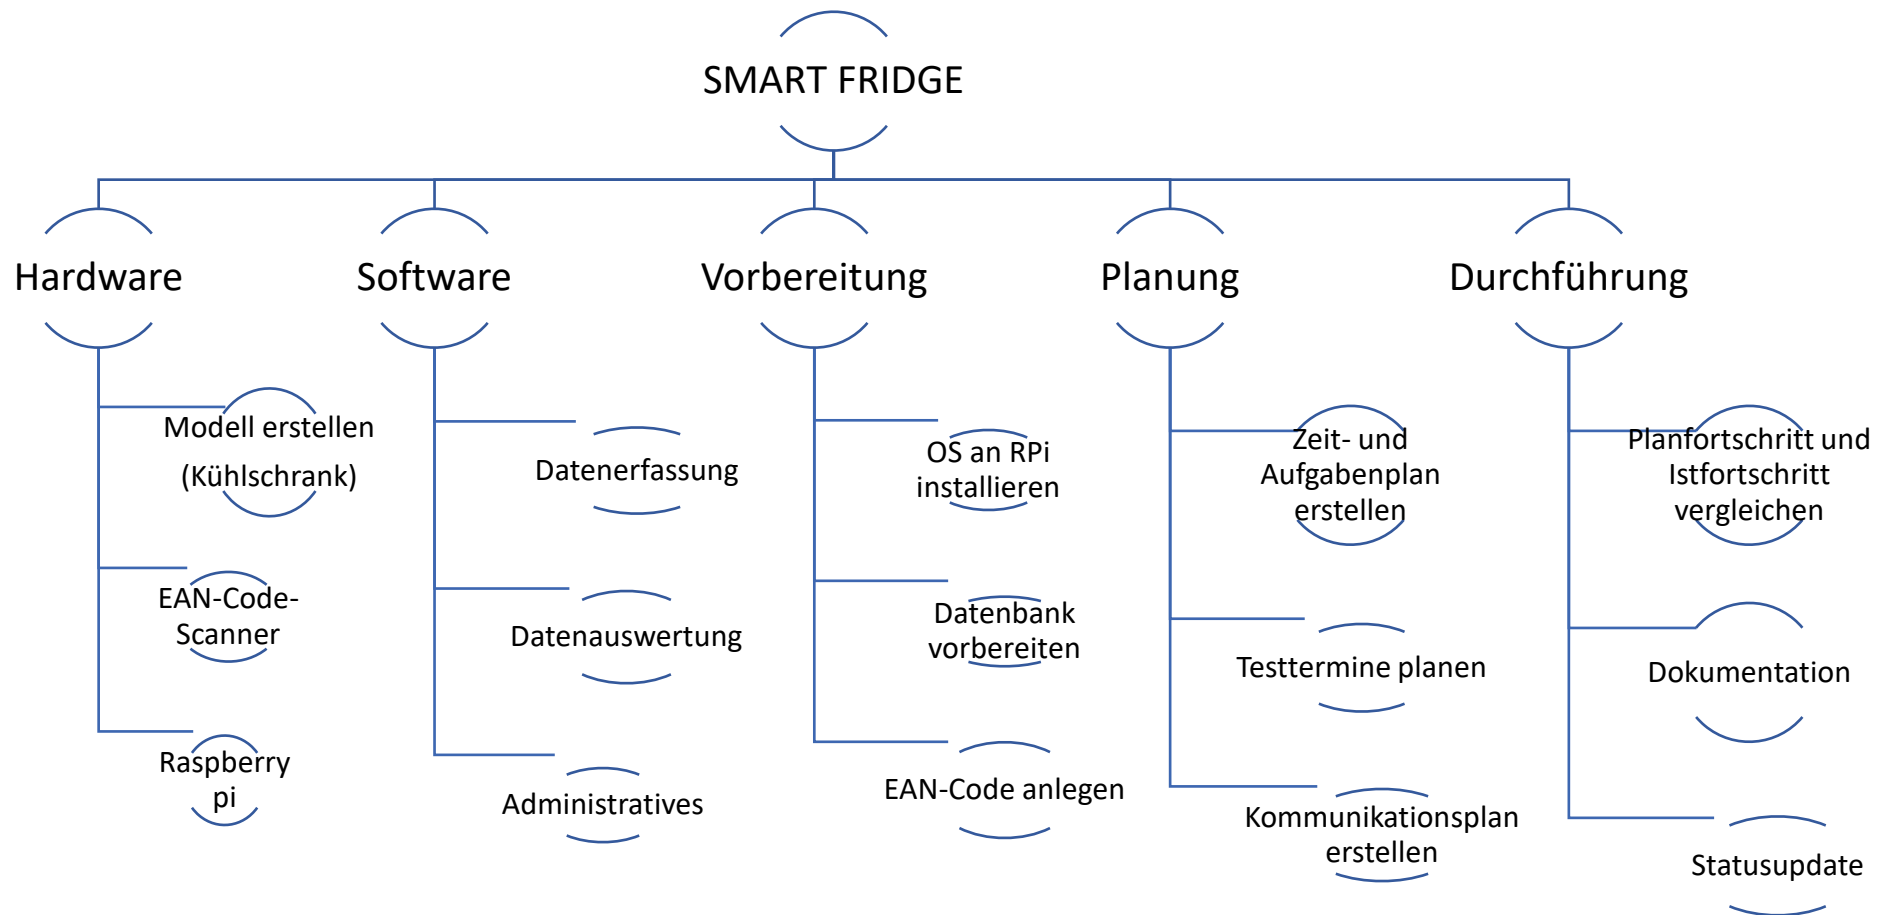 SMART FRIDGE
Hardware
Software
Vorbereitung
Planung
Durchführung
Modell erstellen
(Kühlschrank)
EAN-Code-
Scanner
Raspberry
pi
Datenerfassung
Datenauswertung
Administratives
OS an RPi
installieren
Datenbank
vorbereiten
EAN-Code anlegen
Zeit- und
Aufgabenplan
erstellen
Testtermine planen
Kommunikationsplan
erstellen
Planfortschritt und
Istfortschritt
vergleichen
Dokumentation
Statusupdate